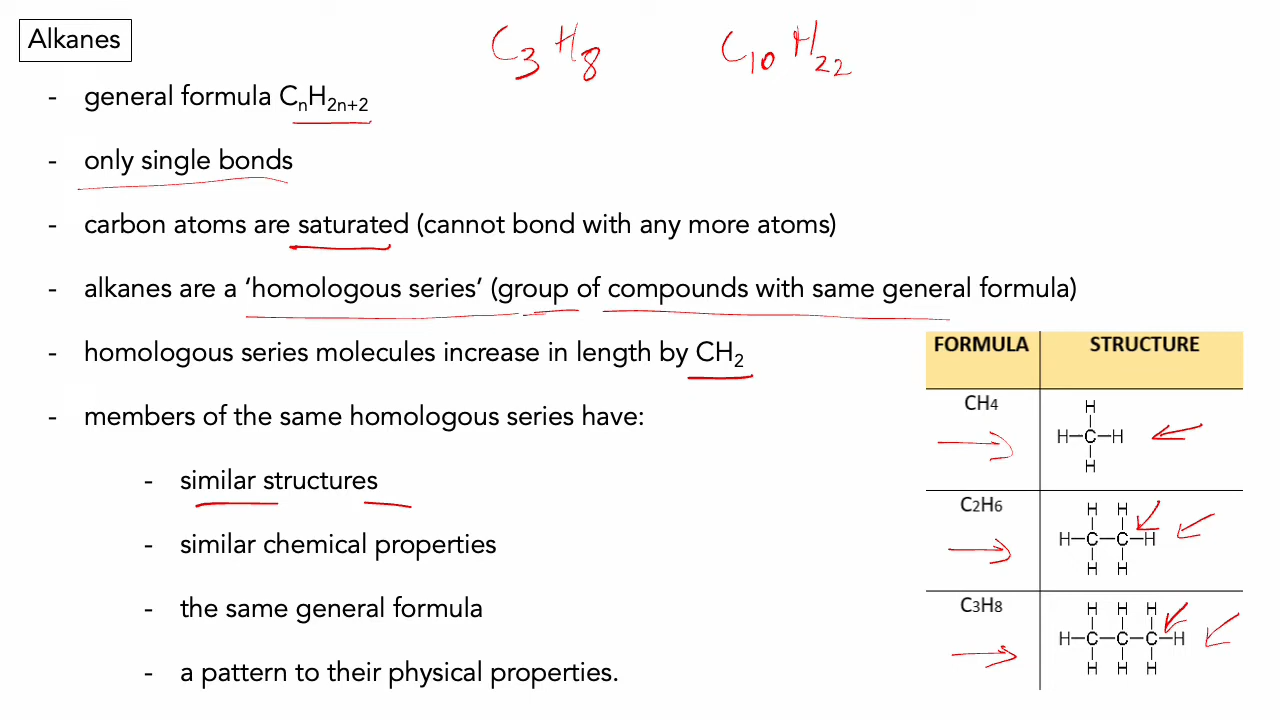 Alkanes
C3H8 C10H22
- general formula CnH2n+2
- only single bonds
- carbon atoms are saturated (cannot bond with any more atoms)
- alkanes are a ‘homologous series’ (group of compounds with same general formula)
- homologous series molecules increase in length by CH2
- members of the same homologous series have:
- similar structures
- similar chemical properties
- the same general formula
- a pattern to their physical properties.
FORMULA STRUCTURE
CH4
H
H-C-H
H
C2H6
H H
H-C-C-H
H H
C3H8
H H H
H-C-C-C-H
H H H